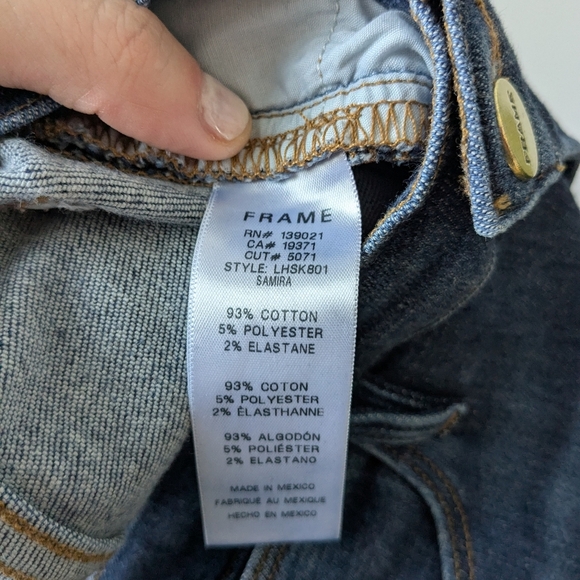 FRAME
FRAME
RN# 139021
CA# 19371
CUT# 5071
STYLE: LHSK801
SAMIRA
93% COTTON
5% POLYESTER
2% ELASTANE
93% COTON
5% POLYESTER
2% ÉLASTHANNE
93% ALGODÓN
5% POLIÉSTER
2% ELASTANO
MADE IN MEXICO
FABRIQUÉ AU MEXIQUE
HECHO EN MEXICO